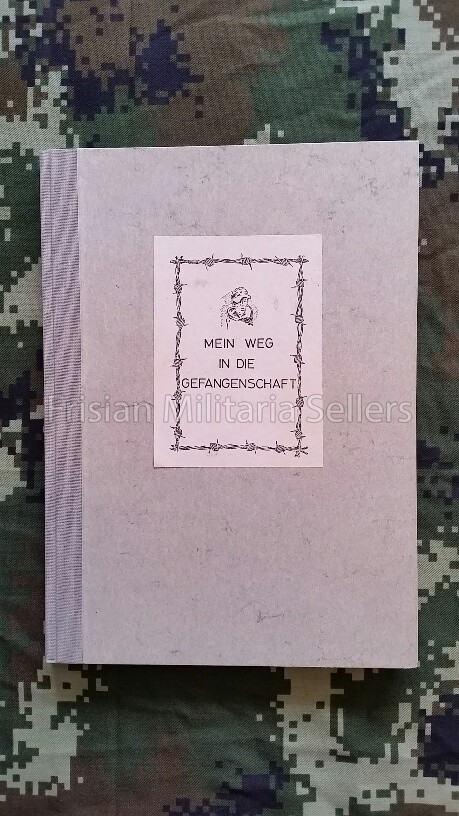 MEIN WEG
IN DIE
GEFANGENSCHAFT
Frisian Militaria Sellers